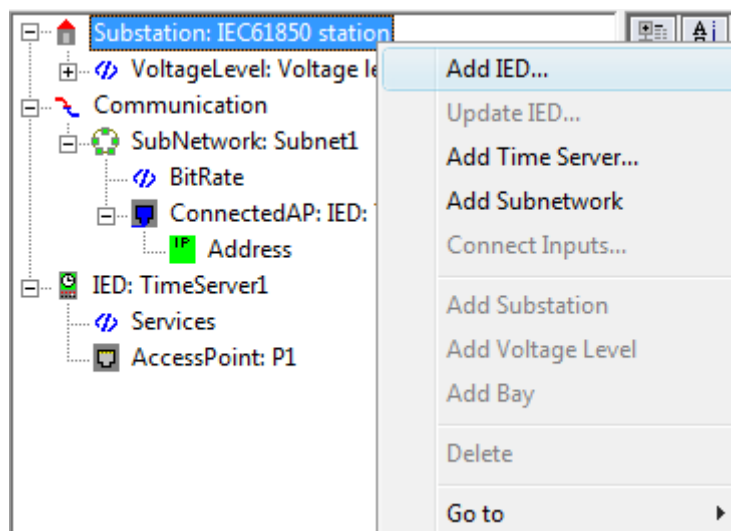 Substation: IEC61850 station
VoltageLevel: Voltage
Communication
SubNetwork: Subnet1
BitRate
ConnectedAP: IED:
IP
Address
IED: TimeServer1
Services
AccessPoint: P1
Add IED...
Update IED...
Add Time Server...
Add Subnetwork
Connect Inputs...
Add Substation
Add Voltage Level
Add Bay
Delete
Go to